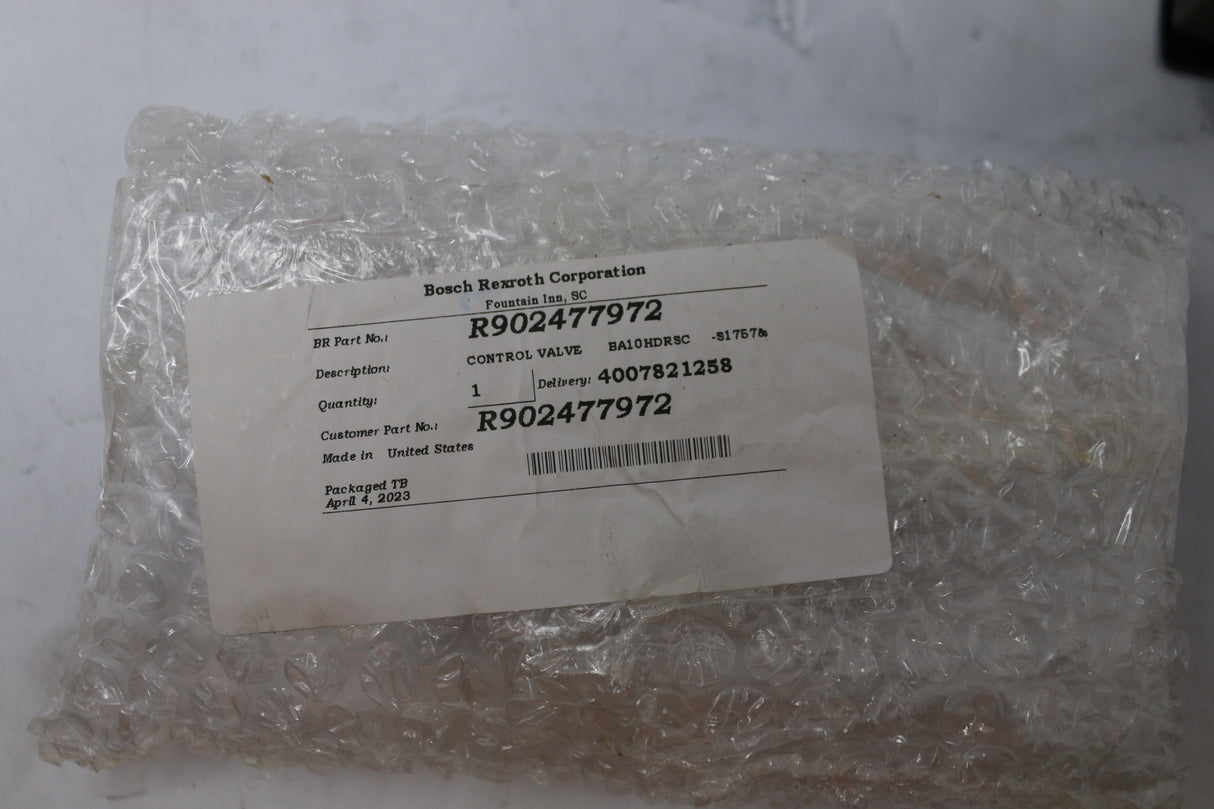 Bosch Rexroth Corporation
Fountain Inn, SC
BR Part No.: R902477972
Description: CONTROL VALVE BA10HDRSC -S1757&
Quantity: 1 Delivery: 4007821258
Customer Part No.: R902477972
Made in United States
Packaged TB
April 4, 2023